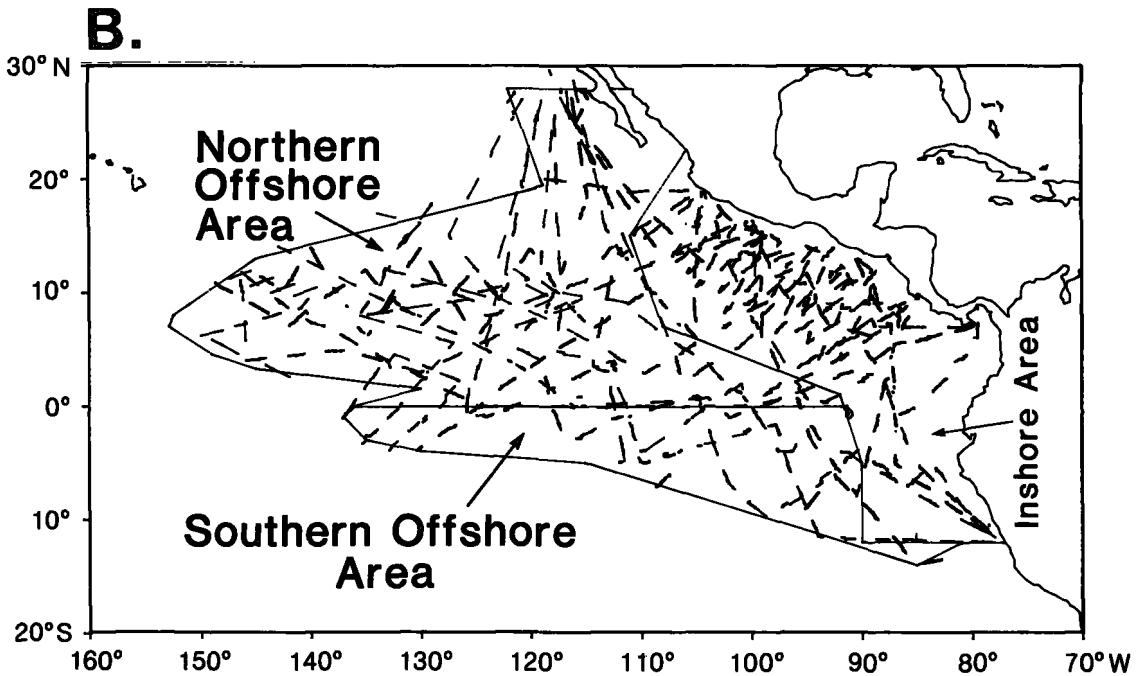 B.
30° N
20°
10°
0°
10°
20°S
160°
150°
140°
130°
120°
110°
100°
90°
80°
70° W
Northern
Offshore
Area
Southern Offshore
Area
Inshore Area